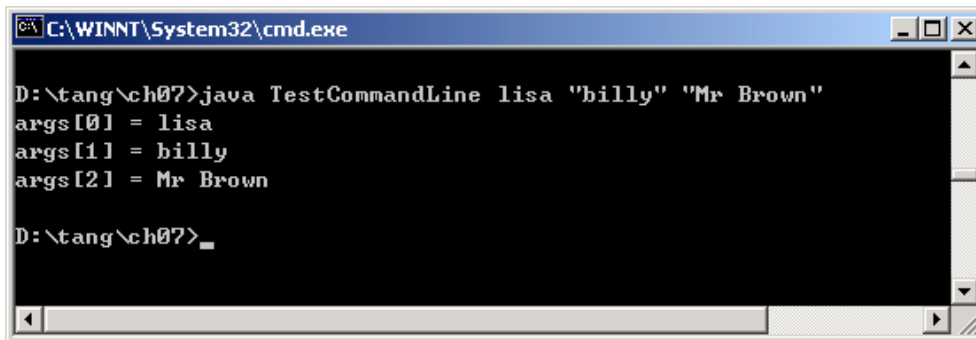 C:\WINNT\System32\cmd.exe
D:\tang\ch07>java TestCommandLine lisa "billy" "Mr Brown"
args[0] = lisa
args[1] = billy
args[2] = Mr Brown
D:\tang\ch07>_